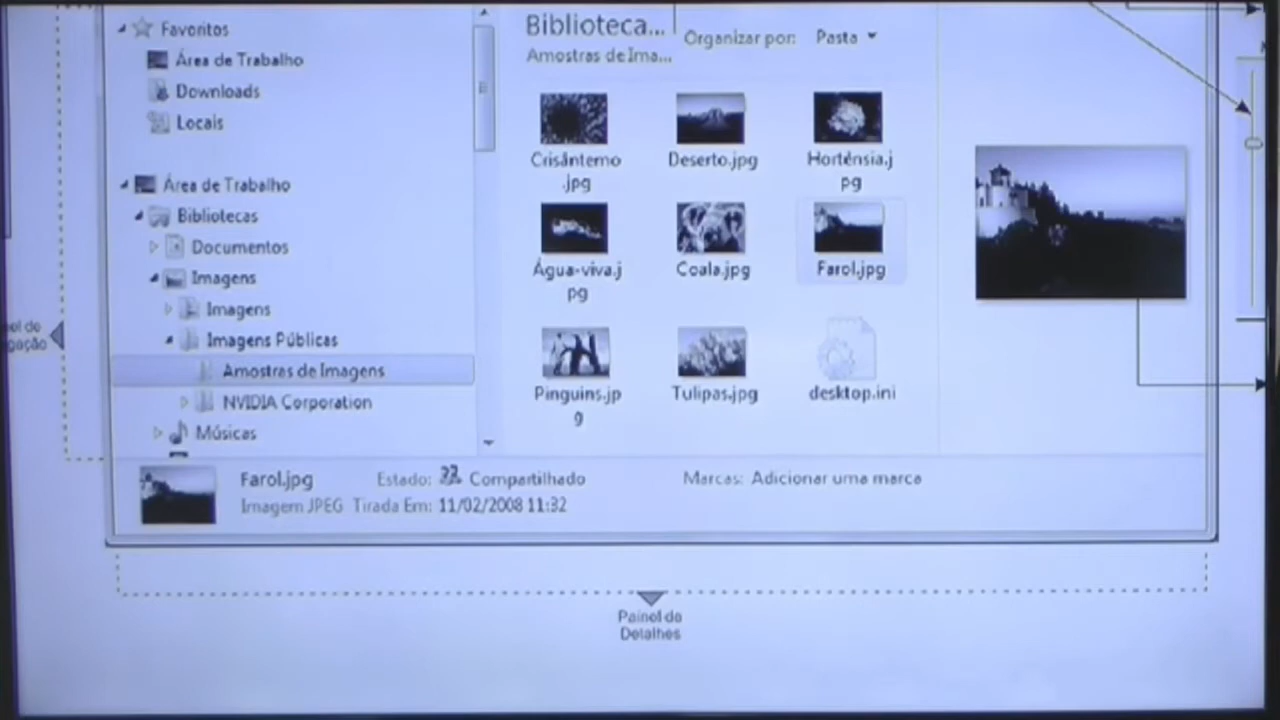 Favoritos
Área de Trabalho
Downloads
Locais
Área de Trabalho
Bibliotecas
Documentos
Imagens
Imagens
Imagens Públicas
Amostras de Imagens
NVIDIA Corporation
Músicas
Biblioteca...
Amostras de Ima...
Organizar por: Pasta
Crisântemo
.jpg
Deserto.jpg
Hortênsia.j
pg
Água-viva.j
pg
Coala.jpg
Farol.jpg
Pinguins.jp
g
Tulipas.jpg
desktop.ini
Farol.jpg
Estado: Compartilhado
Marcas: Adicionar uma marca
Imagem JPEG Tirada Em: 11/02/2008 11:32
Painel de
Detalhes